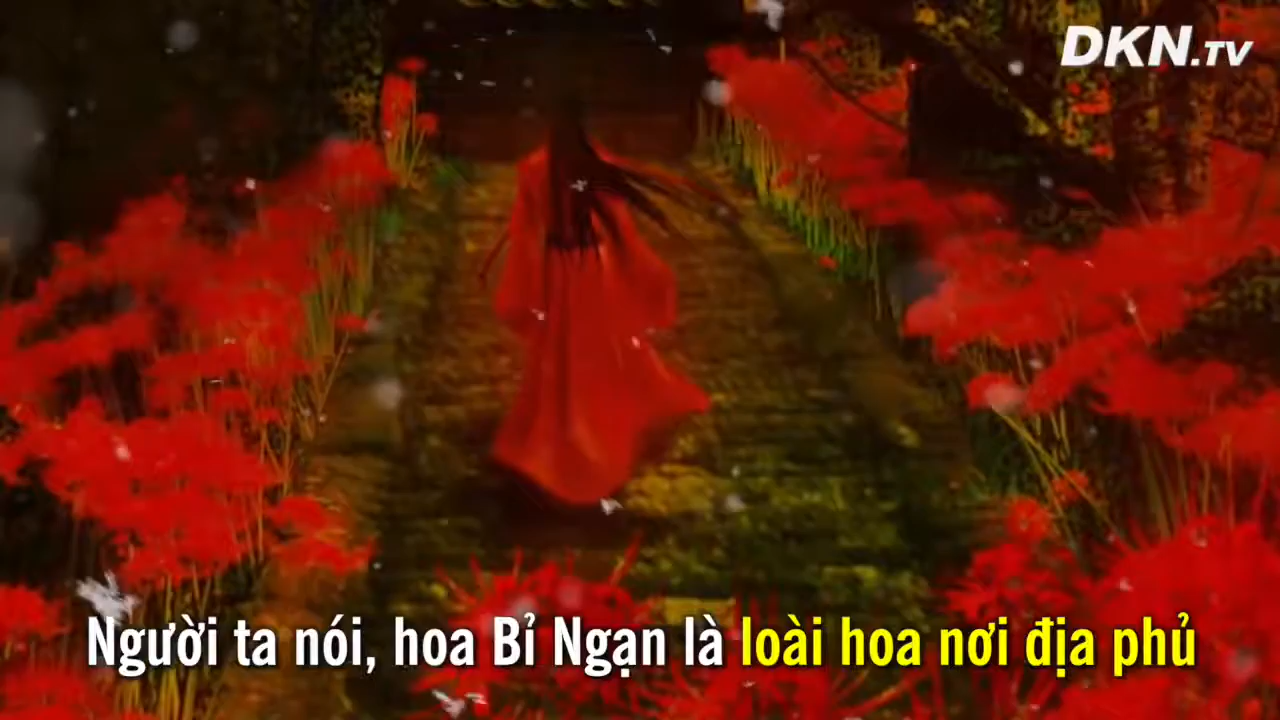 DKN.TV
Người ta nói, hoa Bỉ Ngạn là loài hoa nơi địa phủ